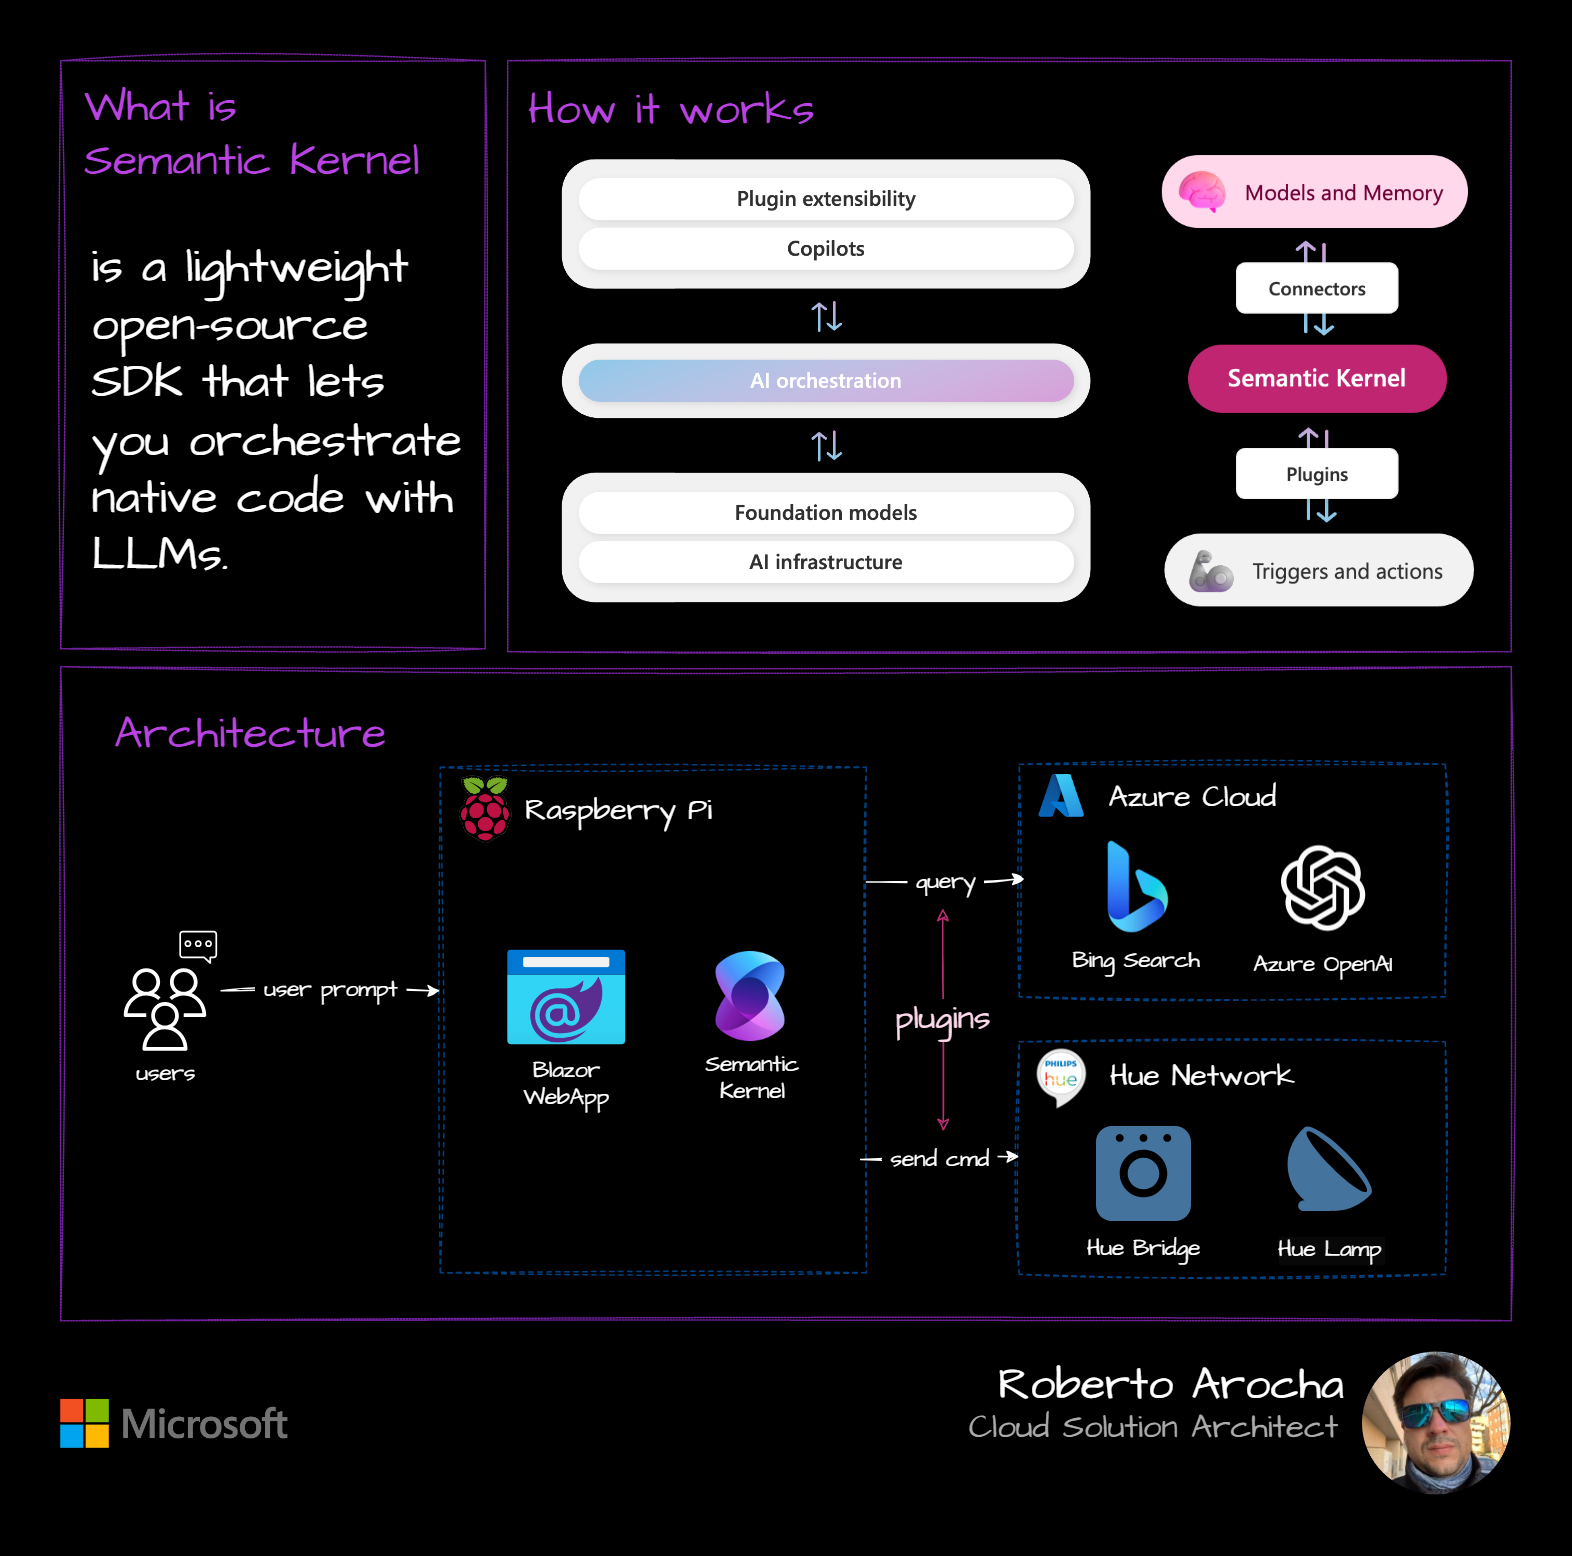 What is
Semantic Kernel
is a lightweight
open-source
SDK that lets
you orchestrate
native code with
LLMs.
How it works
Plugin extensibility
Copilots
AI orchestration
Foundation models
AI infrastructure
Models and Memory
Connectors
Semantic Kernel
Plugins
Triggers and actions
Architecture
users
user prompt
Raspberry Pi
Blazor
WebApp
Semantic
Kernel
query
plugins
send cmd
Azure Cloud
Bing Search
Azure OpenAI
PHILIPS
hue
Hue Network
Hue Bridge
Hue Lamp
Microsoft
Roberto Arocha
Cloud Solution Architect